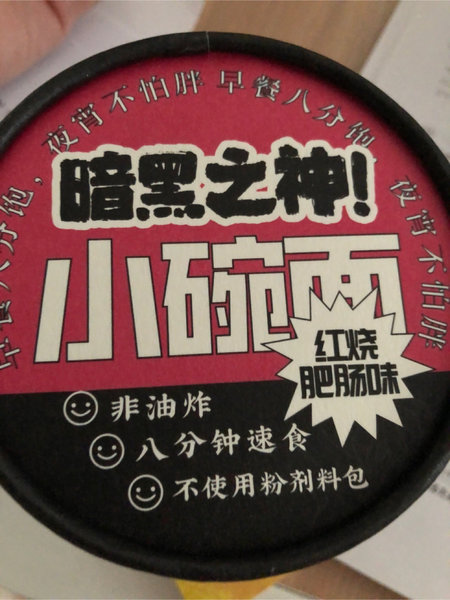 早餐八分饱，夜宵不怕胖 早餐八分饱，夜宵不怕胖
暗黑之神!
小碗面
红烧
肥肠味
非油炸
八分钟速食
不使用粉剂料包